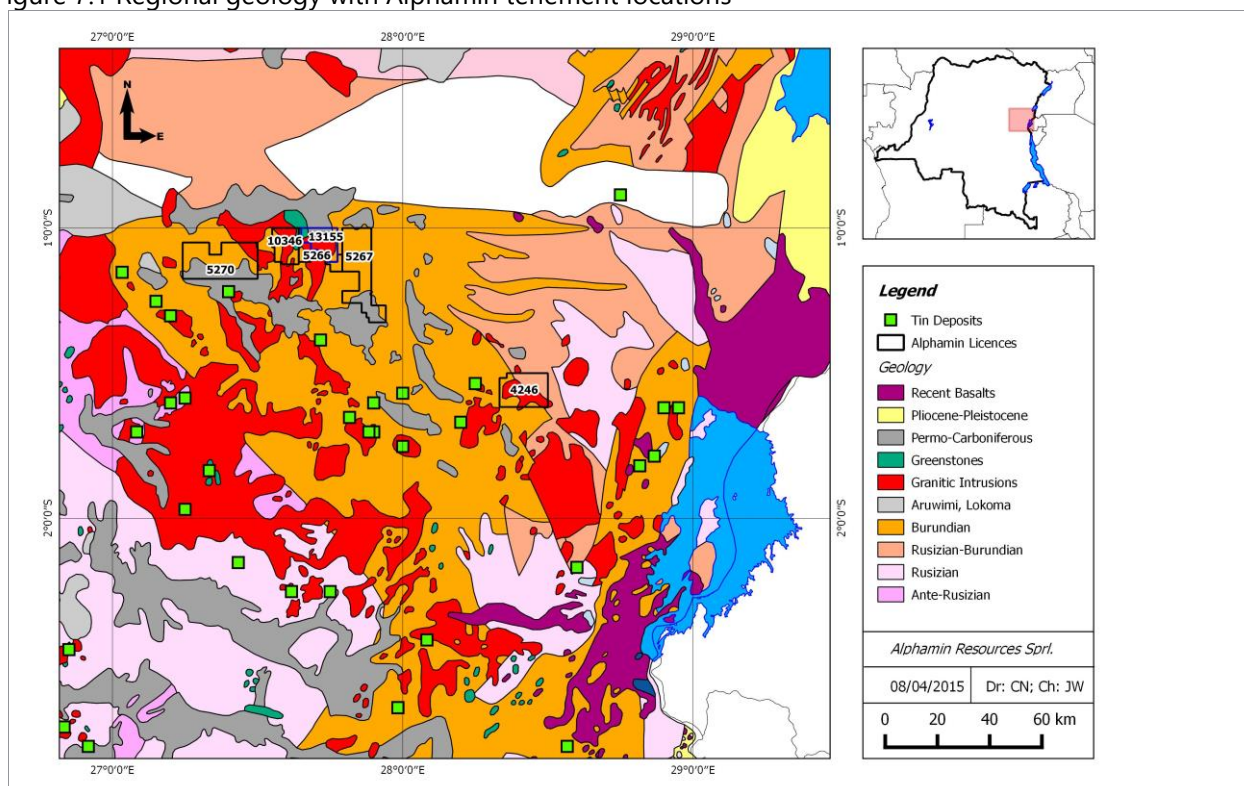 igure 7.1 Regional geology with Alphamin tenement locations
27°0'0"E
28°0'0"E
29°0'0"E
N
E
1°0'0"S
1°0'0"S
10346
13155
5266
5267
5270
4246
2°0'0"S
2°0'0"S
27°0'0"E
28°0'0"E
29°0'0"E
Legend
Tin Deposits
Alphamin Licences
Geology
Recent Basalts
Pliocene-Pleistocene
Permo-Carboniferous
Greenstones
Granitic Intrusions
Aruwimi, Lokoma
Burundian
Rusizian-Burundian
Rusizian
Ante-Rusizian
Alphamin Resources Sprl.
08/04/2015
Dr: CN; Ch: JW
0 20 40 60 km